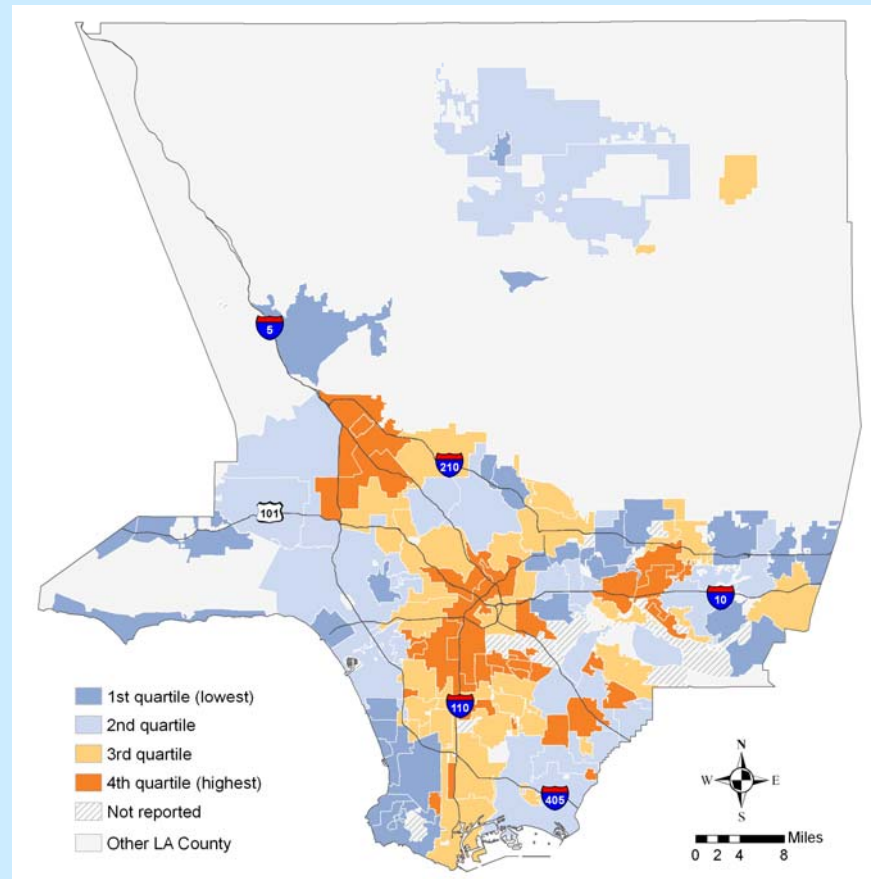 5
210
101
10
110
405
1st quartile (lowest)
2nd quartile
3rd quartile
4th quartile (highest)
Not reported
Other LA County
N
W E
S
Miles
0 2 4 8